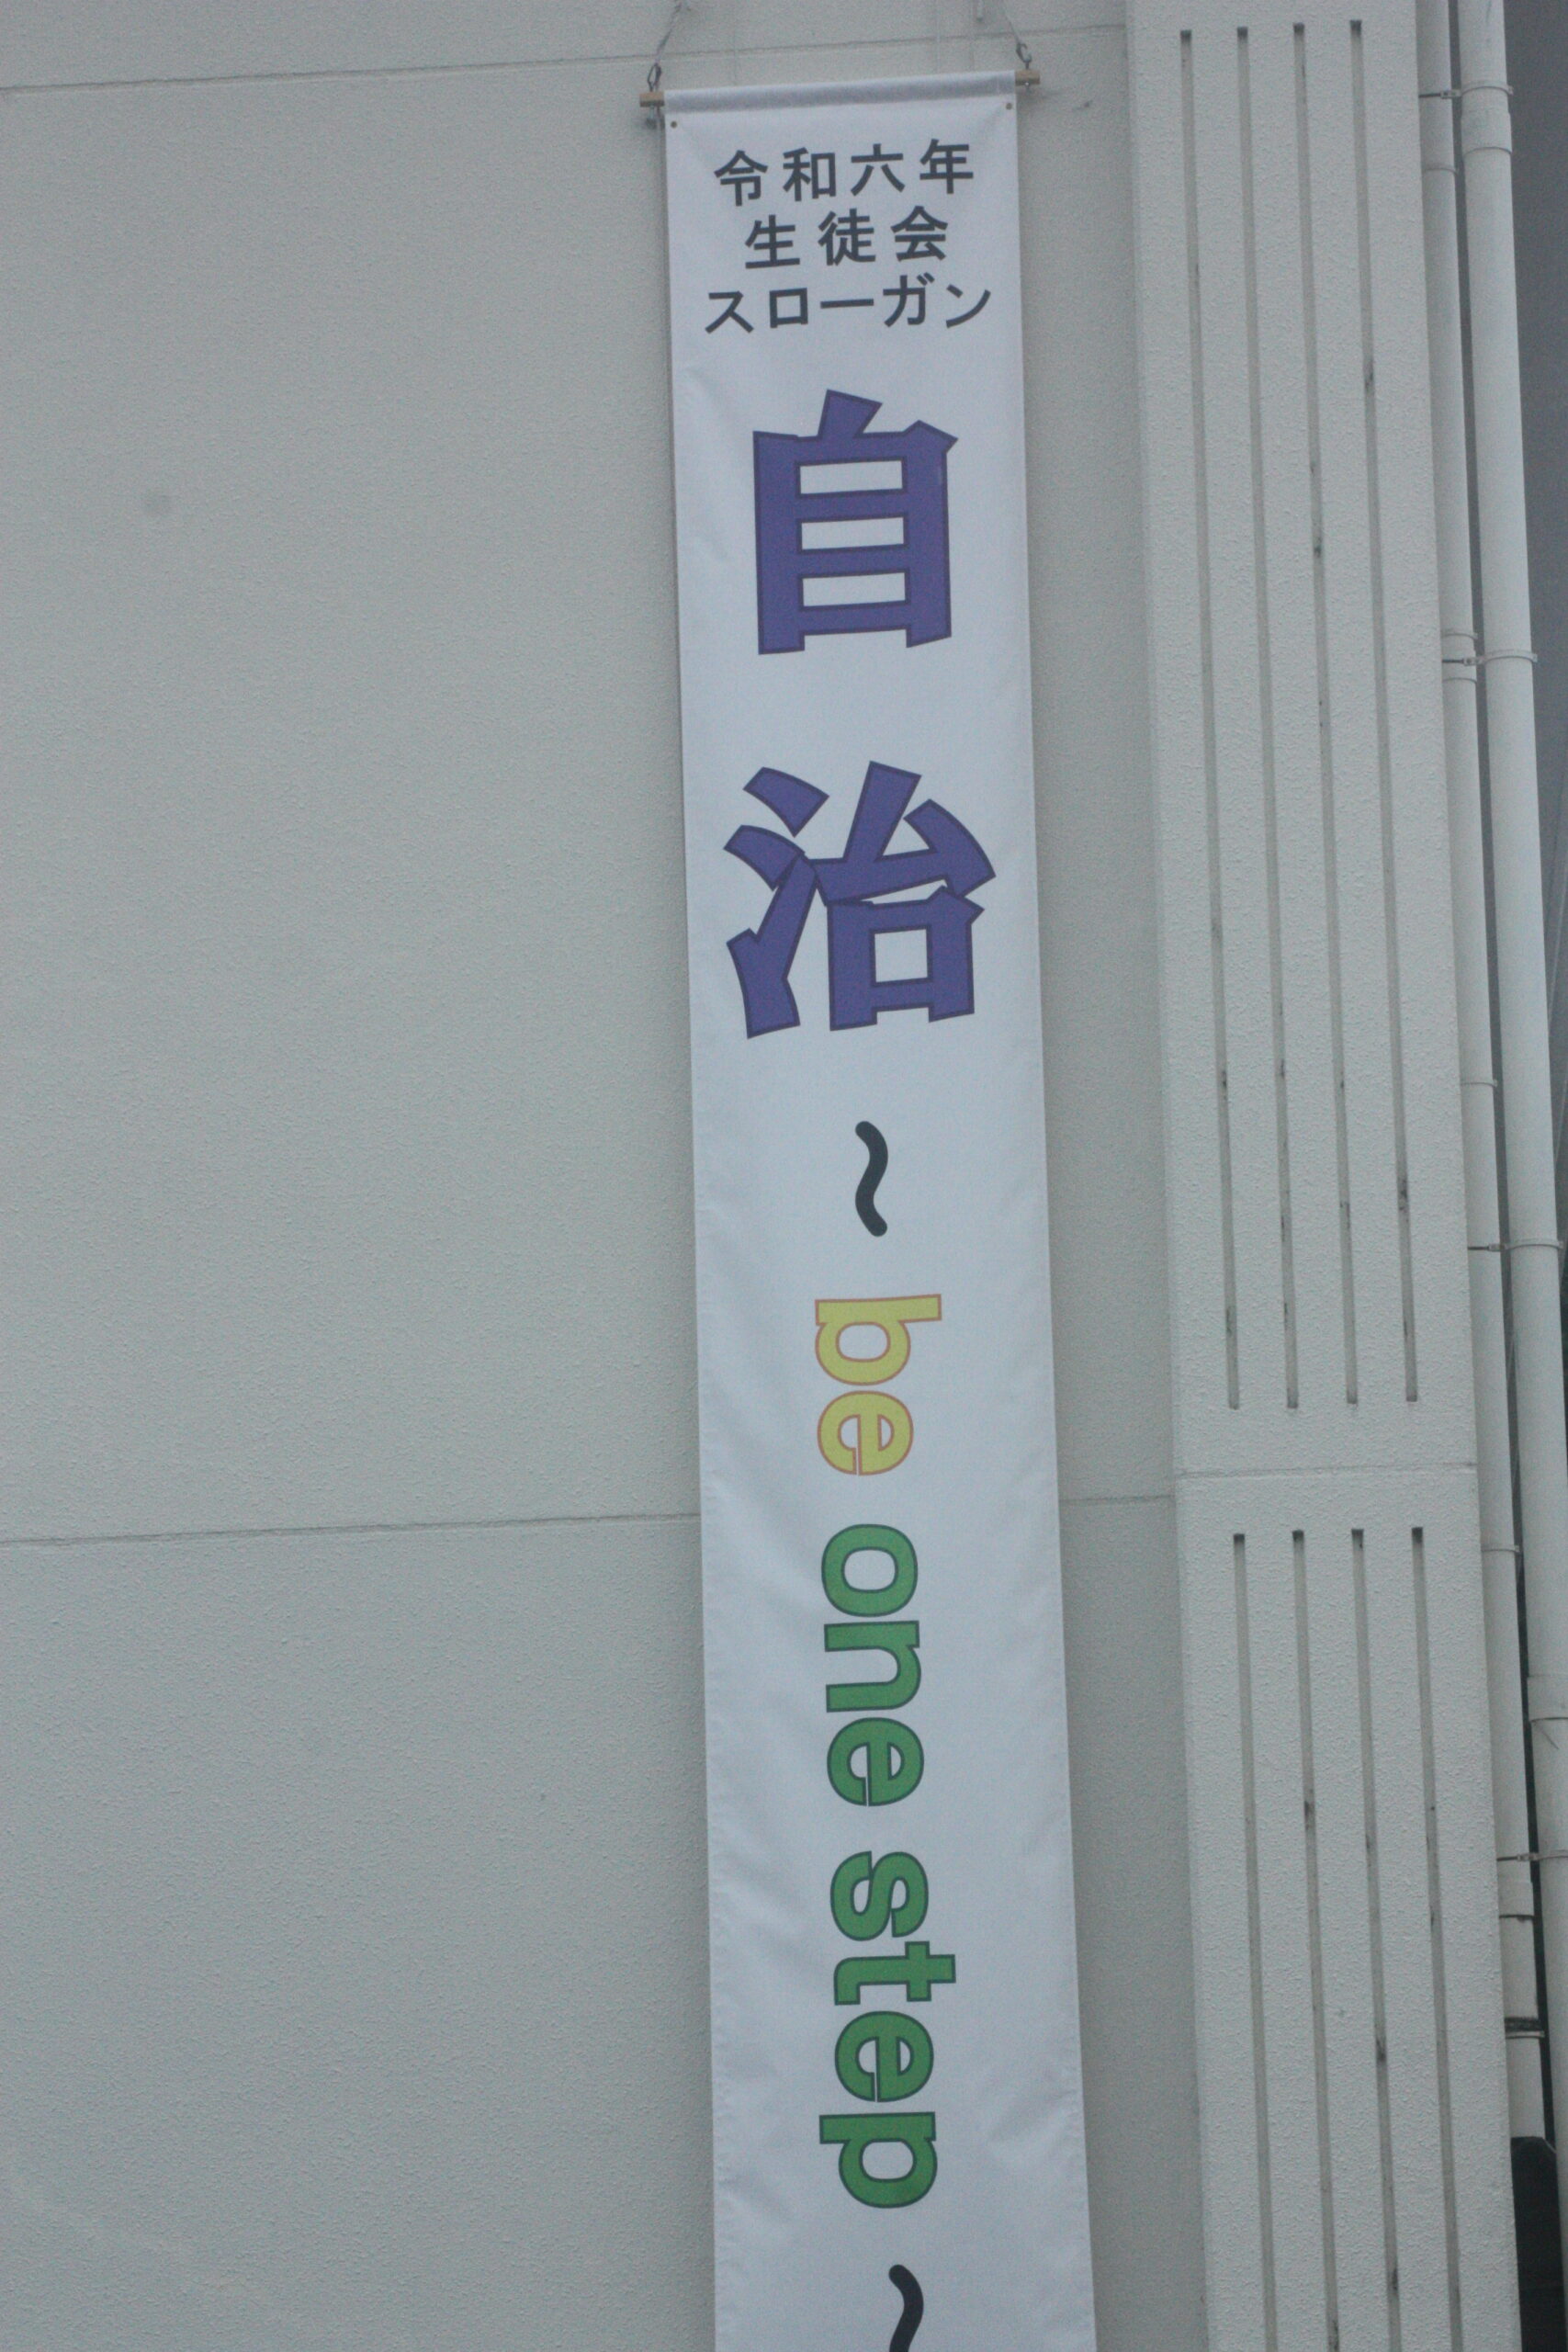 令和六年
生徒会
スローガン
自治
～be one step～